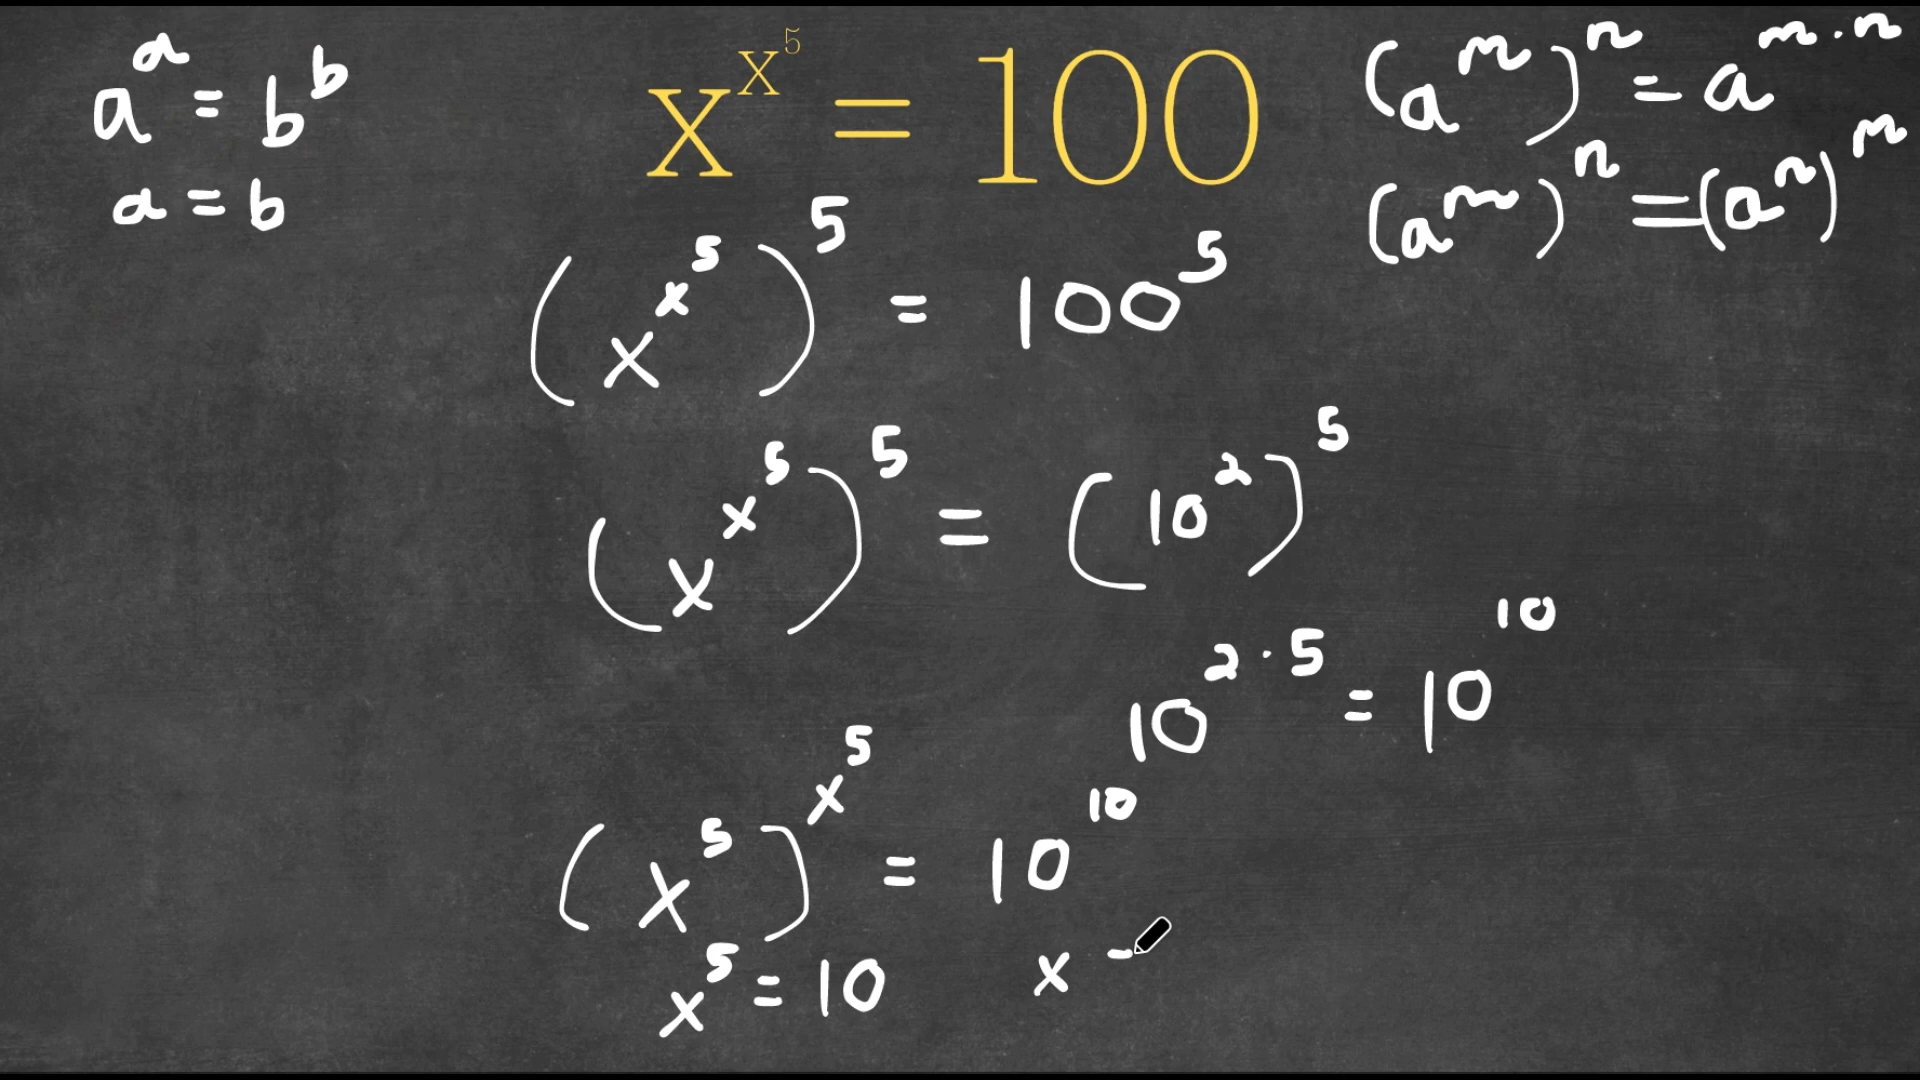 a^a = b^b
a = b
x^{x^5} = 100
(a^m)^n = a^{m·n}
(a^m)^n = (a^n)^m
(x^{x^5})^5 = 100^5
(x^{x^5})^5 = (10^2)^5
10^{2·5} = 10^{10}
(x^5)^{x^5} = 10^{10}
x^5 = 10
x -